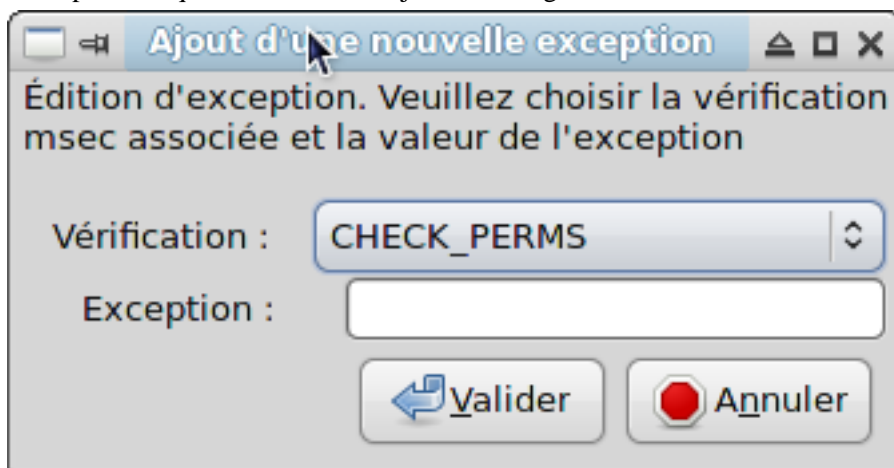 Ajout d'une nouvelle exception
Édition d'exception. Veuillez choisir la vérification
msec associée et la valeur de l'exception
Vérification : CHECK_PERMS
Exception :
Valider Annuler